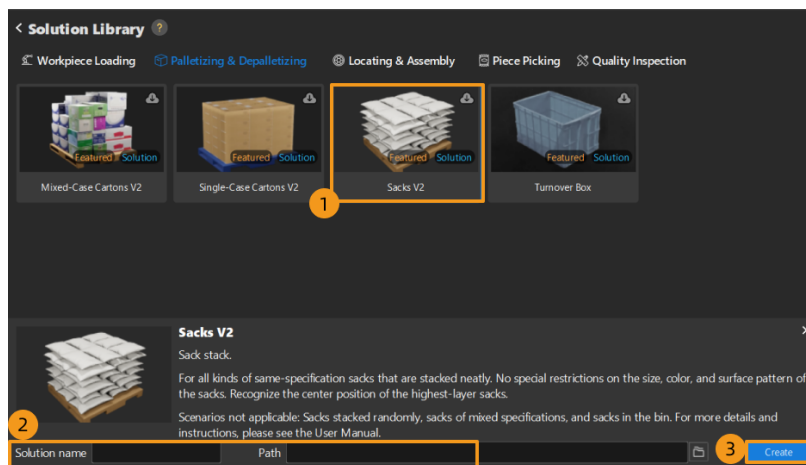 < Solution Library ?
Workpiece Loading Palletizing & Depalletizing Locating & Assembly Piece Picking Quality Inspection
Featured Solution Featured Solution Featured Solution Featured Solution
Mixed-Case Cartons V2 Single-Case Cartons V2 Sacks V2 Turnover Box
1
Sacks V2
Sack stack.
For all kinds of same-specification sacks that are stacked neatly. No special restrictions on the size, color, and surface pattern of
the sacks. Recognize the center position of the highest-layer sacks.
Scenarios not applicable: Sacks stacked randomly, sacks of mixed specifications, and sacks in the bin. For more details and
2
instructions, please see the User Manual.
Solution name Path 3 Create